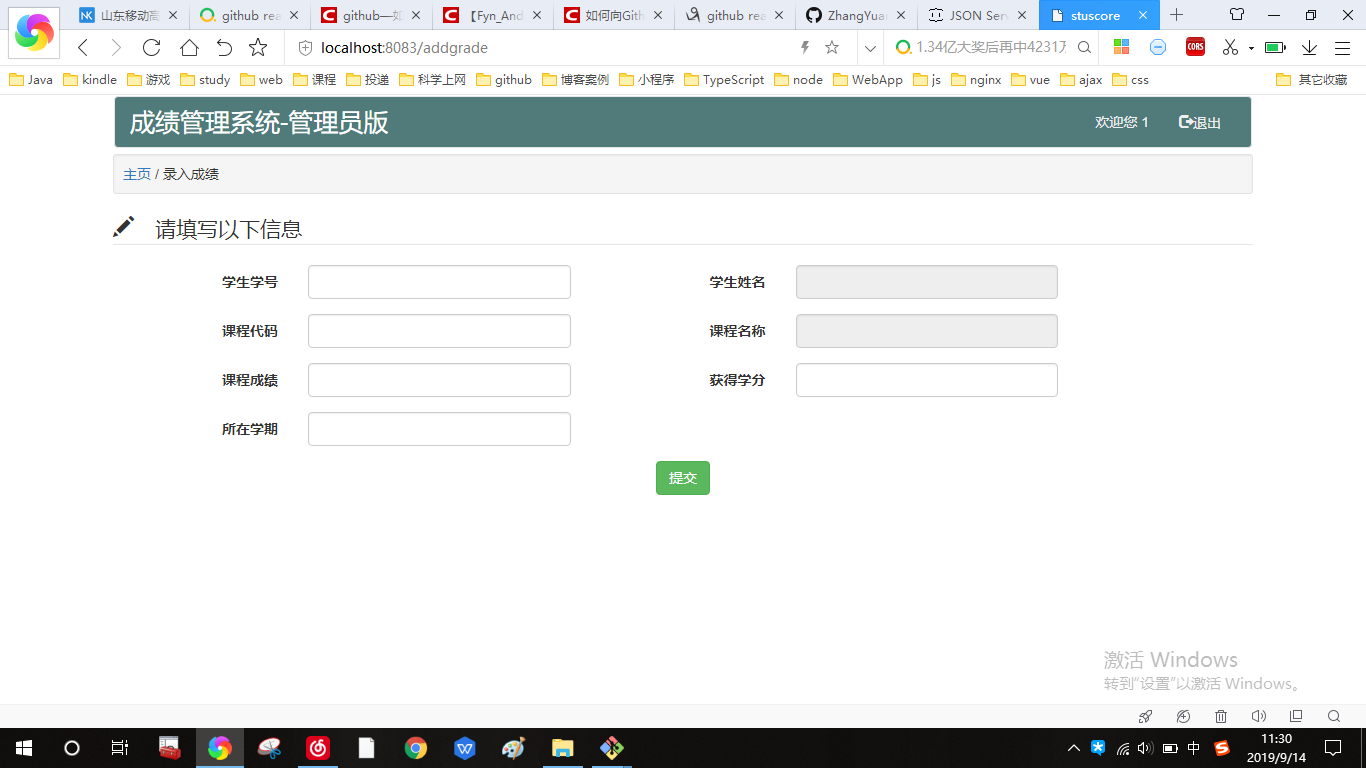 山东移动高
github rea
github—如
【Fyn_And
如何向Gith
github rea
ZhangYuan
JSON Serv
stuscore
localhost:8083/addgrade
1.34亿大奖后再中4231万
CORS
Java
kindle
游戏
study
web
课程
投递
科学上网
github
博客案例
小程序
TypeScript
node
WebApp
js
nginx
vue
ajax
css
其它收藏
成绩管理系统-管理员版
欢迎您 1
退出
主页 / 录入成绩
请填写以下信息
学生学号
学生姓名
课程代码
课程名称
课程成绩
获得学分
所在学期
提交
激活 Windows
转到"设置"以激活 Windows。
中
11:30
2019/9/14